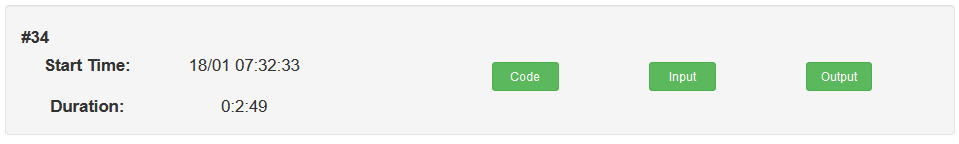 #34
Start Time: 18/01 07:32:33
Code Input Output
Duration: 0:2:49